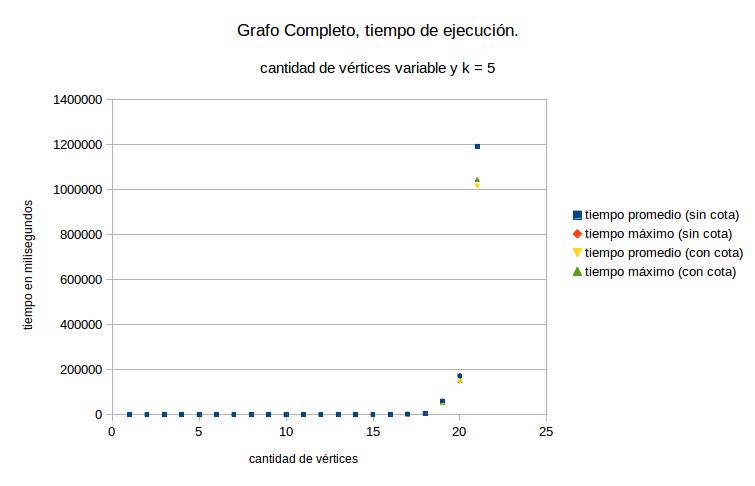 Grafo Completo, tiempo de ejecución.
cantidad de vértices variable y k = 5
1400000
1200000
1000000
800000
600000
400000
200000
0
tiempo en milisegundos
0 5 10 15 20 25
cantidad de vértices
tiempo promedio (sin cota)
tiempo máximo (sin cota)
tiempo promedio (con cota)
tiempo máximo (con cota)